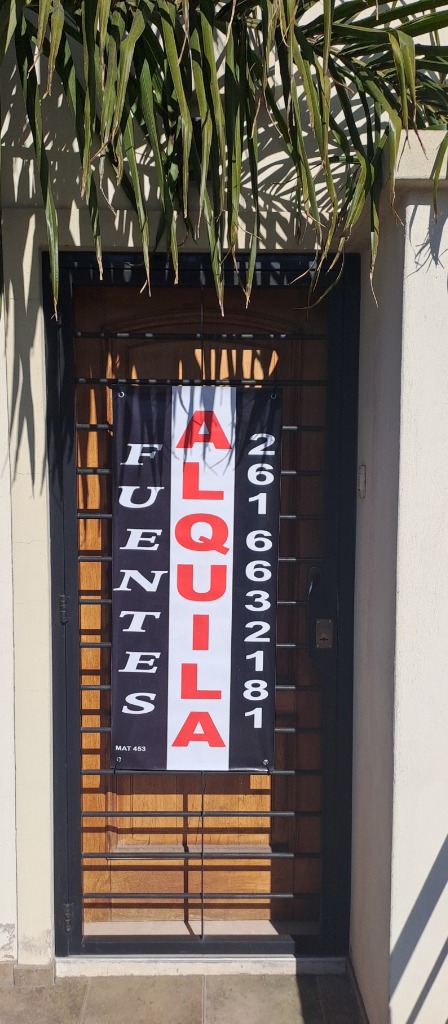 FUENTES
ALQUILA
261 6632181
MAT 453